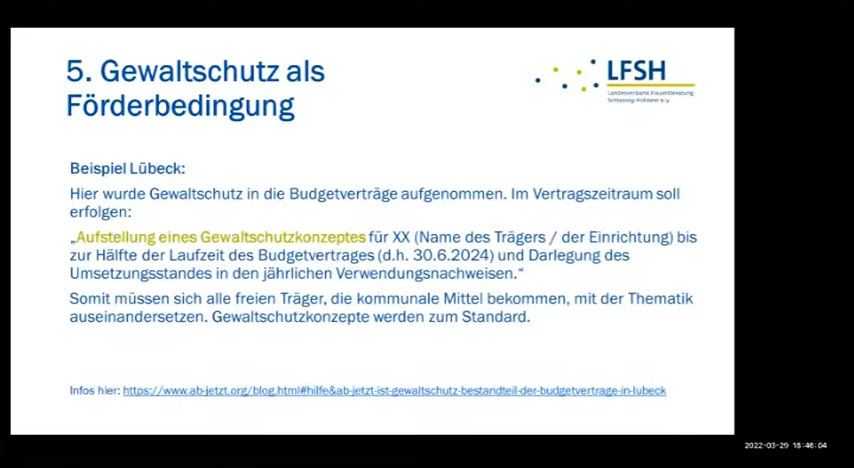 5. Gewaltschutz als
Förderbedingung
LFSH
Landesverband Frauenberatung
Schleswig-Holstein e.V.
Beispiel Lübeck:
Hier wurde Gewaltschutz in die Budgetverträge aufgenommen. Im Vertragszeitraum soll
erfolgen:
„Aufstellung eines Gewaltschutzkonzeptes für XX (Name des Trägers / der Einrichtung) bis
zur Hälfte der Laufzeit des Budgetvertrages (d.h. 30.6.2024) und Darlegung des
Umsetzungsstandes in den jährlichen Verwendungsnachweisen.“
Somit müssen sich alle freien Träger, die kommunale Mittel bekommen, mit der Thematik
auseinandersetzen. Gewaltschutzkonzepte werden zum Standard.
Infos hier: https://www.ab-jetzt.org/blog.html#hilfe&ab-jetzt-ist-gewaltschutz-bestandteil-der-budgetvertrage-in-lubeck
2022-03-29 18:46:04